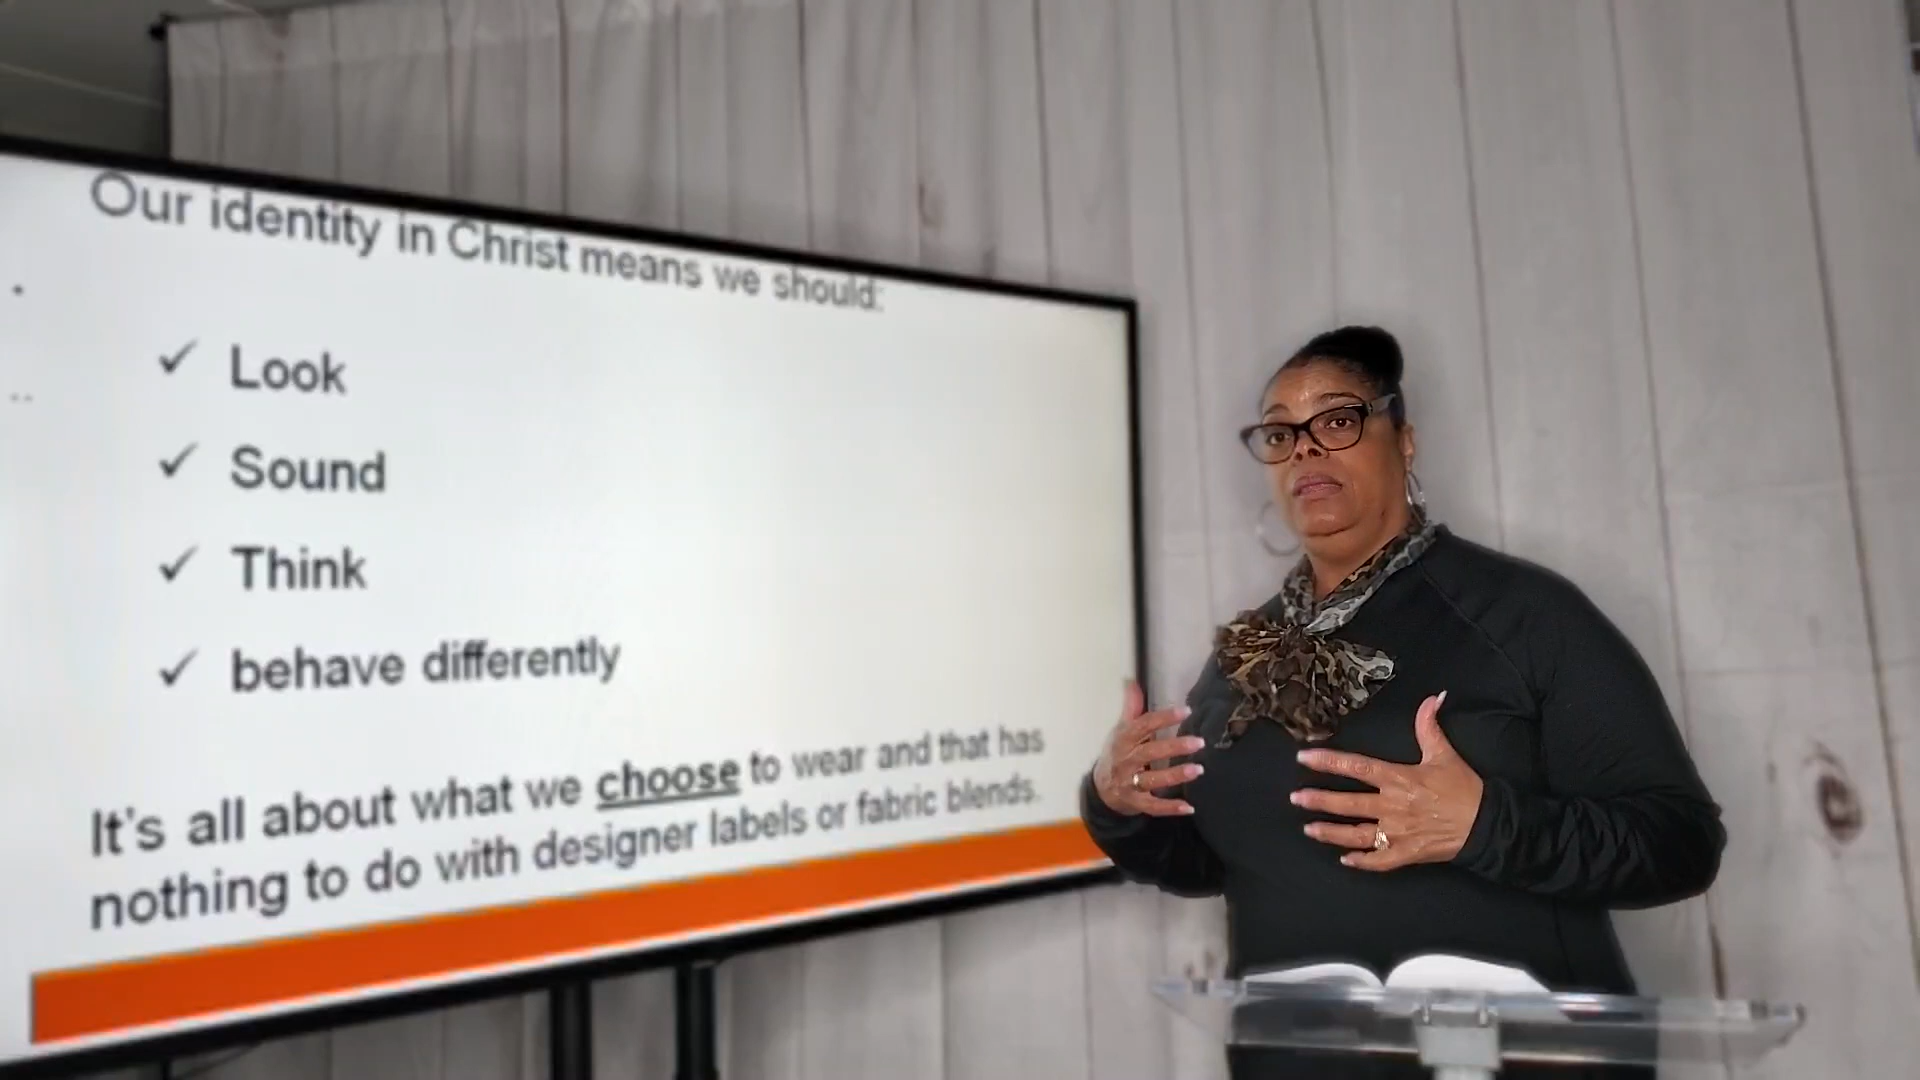 Our identity in Christ means we should:
✓ Look
✓ Sound
✓ Think
✓ behave differently
It's all about what we choose to wear and that has
nothing to do with designer labels or fabric blends.